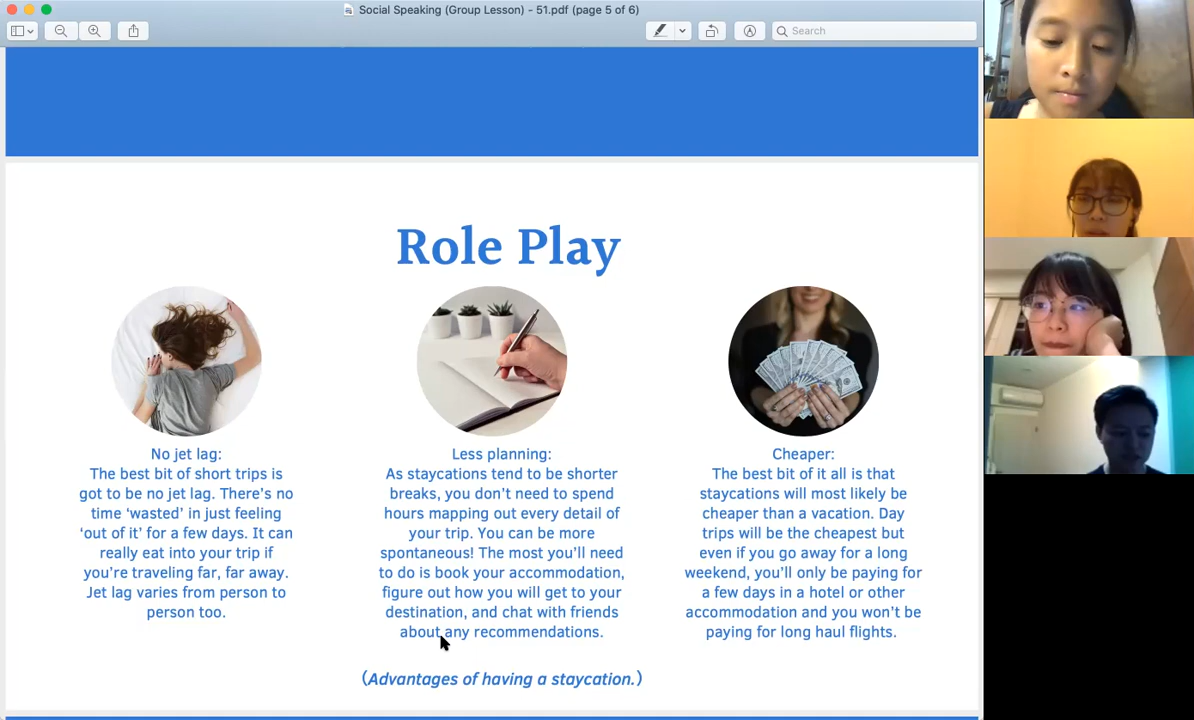 Social Speaking (Group Lesson) - 51.pdf (page 5 of 6)
Search
Role Play
No jet lag:
The best bit of short trips is
got to be no jet lag. There's no
time 'wasted' in just feeling
'out of it' for a few days. It can
really eat into your trip if
you're traveling far, far away.
Jet lag varies from person to
person too.
Less planning:
As staycations tend to be shorter
breaks, you don't need to spend
hours mapping out every detail of
your trip. You can be more
spontaneous! The most you'll need
to do is book your accommodation,
figure out how you will get to your
destination, and chat with friends
about any recommendations.
Cheaper:
The best bit of it all is that
staycations will most likely be
cheaper than a vacation. Day
trips will be the cheapest but
even if you go away for a long
weekend, you'll only be paying for
a few days in a hotel or other
accommodation and you won't be
paying for long haul flights.
(Advantages of having a staycation.)